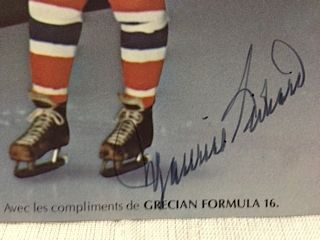 Maurice Richard
Avec les compliments de GRECIAN FORMULA 16.